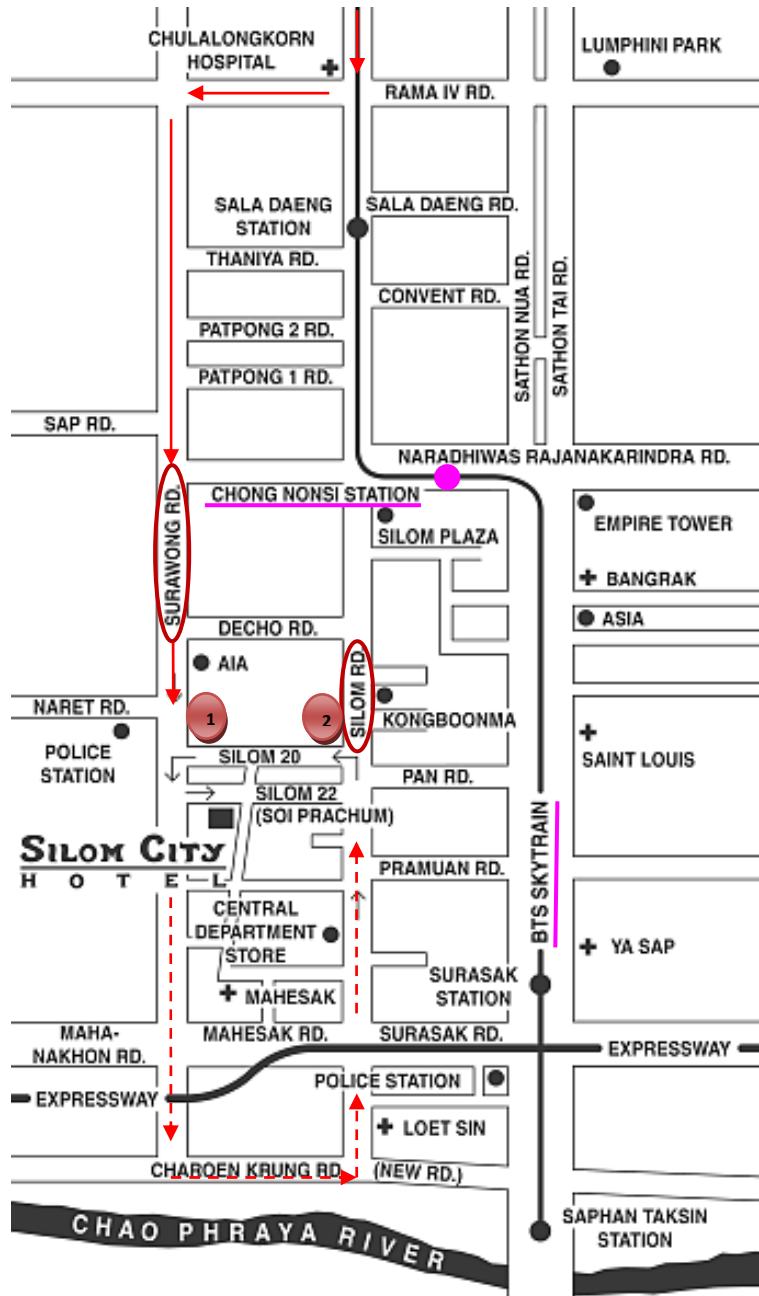 CHULALONGKORN
HOSPITAL
LUMPHINI PARK
RAMA IV RD.
SALA DAENG
STATION
SALA DAENG RD.
THANIYA RD.
CONVENT RD.
SATHON NUA RD.
SATHON TAI RD.
PATPONG 2 RD.
PATPONG 1 RD.
SAP RD.
NARADHIWAS RAJANAKARINDRA RD.
CHONG NONSI STATION
SURAWONG RD.
SILOM PLAZA
EMPIRE TOWER
BANGRAK
ASIA
DECHO RD.
AIA
SILOM RD.
NARET RD.
1
2
KONGBOONMA
POLICE
STATION
SILOM 20
SAINT LOUIS
PAN RD.
SILOM 22
(SOI PRACHUM)
SILOM CITY
HOTEL
PRAMUAN RD.
BTS SKYTRAIN
CENTRAL
DEPARTMENT
STORE
YA SAP
SURASAK
STATION
MAHESAK
MAHA-
NAKHON RD.
MAHESAK RD.
SURASAK RD.
EXPRESSWAY
POLICE STATION
EXPRESSWAY
LOET SIN
CHAROEN KRUNG RD.
(NEW RD.)
CHAO PHRAYA RIVER
SAPHAN TAKSIN
STATION